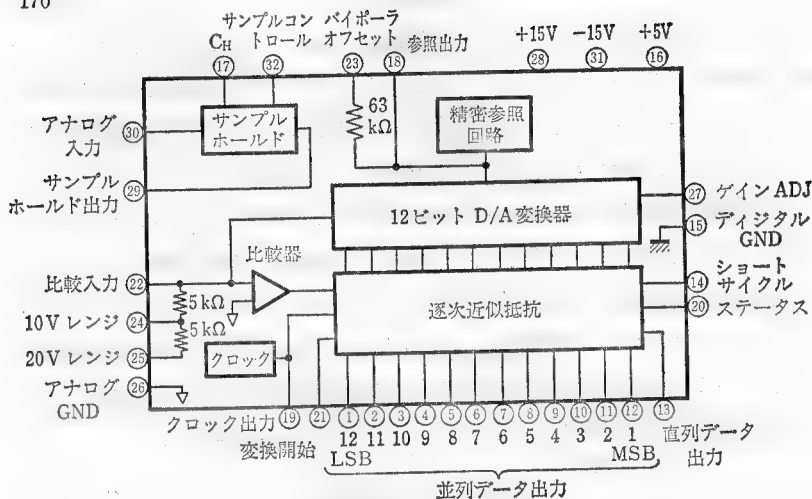 170
サンプルコン バイポーラ
トロール オフセット 参照出力 +15V −15V +5V
CH
⑰ ㉜ ㉓ ⑱ ㉘ ㉛ ⑯
アナログ
入力 ㉚
サンプル
ホールド
63
kΩ
精密参照
回路
サンプル
ホールド出力 ㉙
12ビット D/A変換器
㉗ ゲイン ADJ
⑮ ディジタル
GND
比較器
比較入力 ㉒
5kΩ
10Vレンジ ㉔
5kΩ
20Vレンジ ㉕
クロック
逐次近似抵抗
⑭ ショート
サイクル
⑳ ステータス
アナログ ㉖
GND
クロック出力 ⑲ ㉑ ① ② ③ ④ ⑤ ⑥ ⑦ ⑧ ⑨ ⑩ ⑪ ⑫ ⑬ 直列データ
出力
変換開始 12 11 10 9 8 7 6 5 4 3 2 1
LSB MSB
並列データ出力